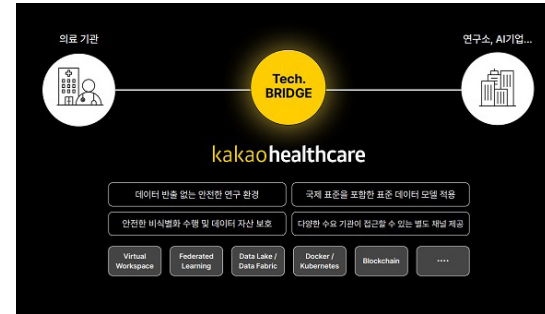 의료 기관
연구소, AI기업...
Tech.
BRIDGE
kakaohealthcare
데이터 반출 없는 안전한 연구 환경
국제 표준을 포함한 표준 데이터 모델 적용
안전한 비식별화 수행 및 데이터 자산 보호
다양한 수요 기관이 접근할 수 있는 별도 채널 제공
Virtual
Workspace
Federated
Learning
Data Lake /
Data Fabric
Docker /
Kubernetes
Blockchain
....